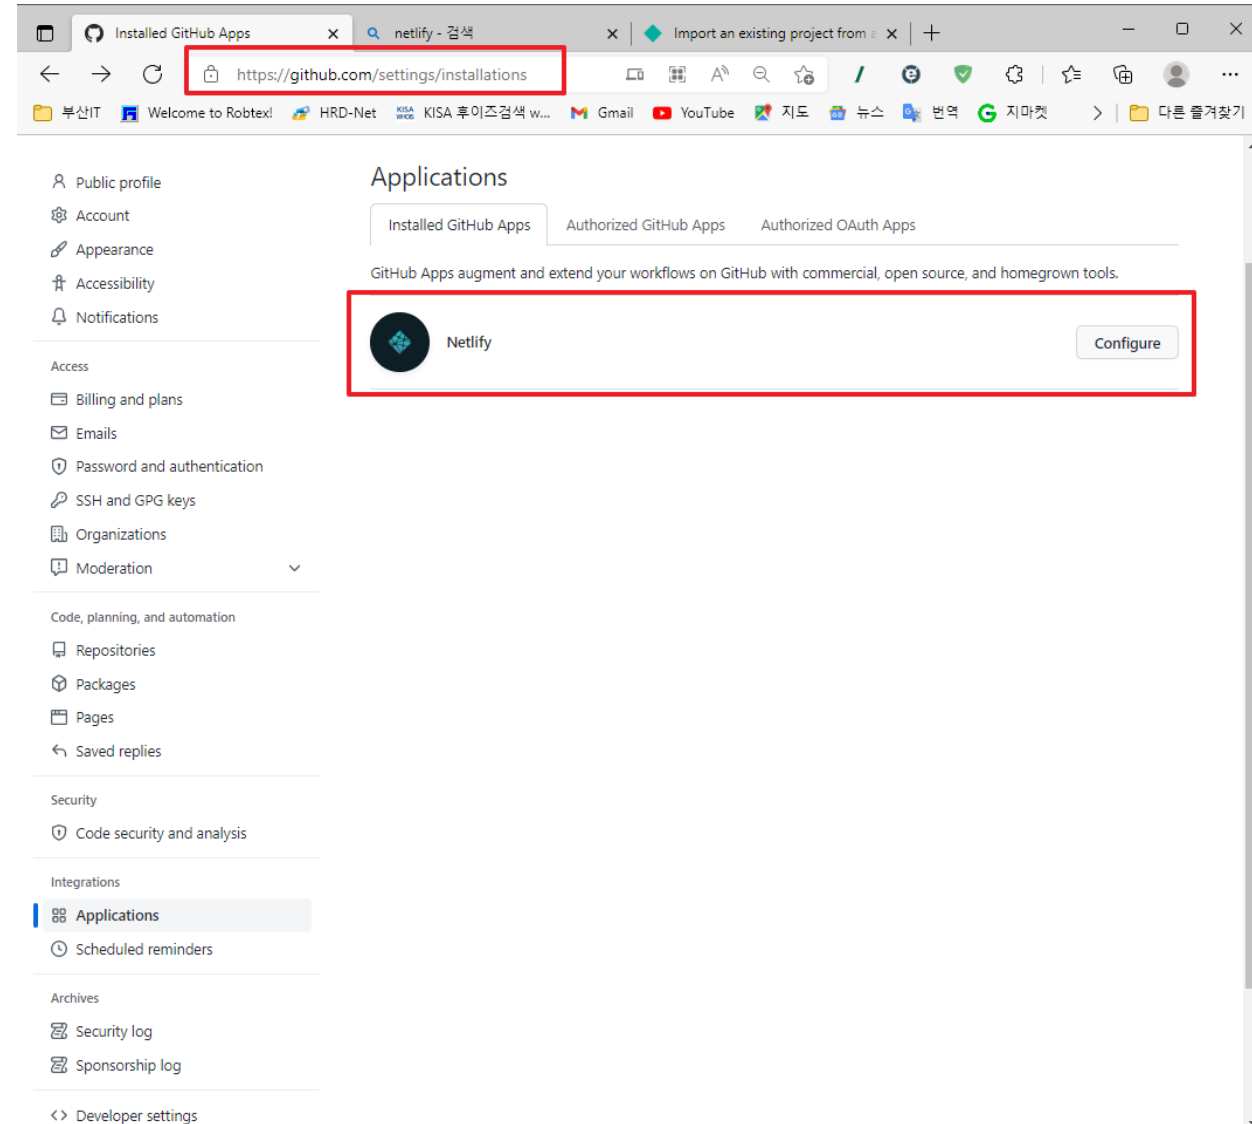 Installed GitHub Apps
netlify - 검색
Import an existing project from a
https://github.com/settings/installations
부산IT
Welcome to Robtex!
HRD-Net
KISA 후이즈검색 w...
Gmail
YouTube
지도
뉴스
번역
지마켓
다른 즐겨찾기
Public profile
Account
Appearance
Accessibility
Notifications
Access
Billing and plans
Emails
Password and authentication
SSH and GPG keys
Organizations
Moderation
Code, planning, and automation
Repositories
Packages
Pages
Saved replies
Security
Code security and analysis
Integrations
Applications
Scheduled reminders
Archives
Security log
Sponsorship log
Developer settings
Applications
Installed GitHub Apps
Authorized GitHub Apps
Authorized OAuth Apps
GitHub Apps augment and extend your workflows on GitHub with commercial, open source, and homegrown tools.
Netlify
Configure